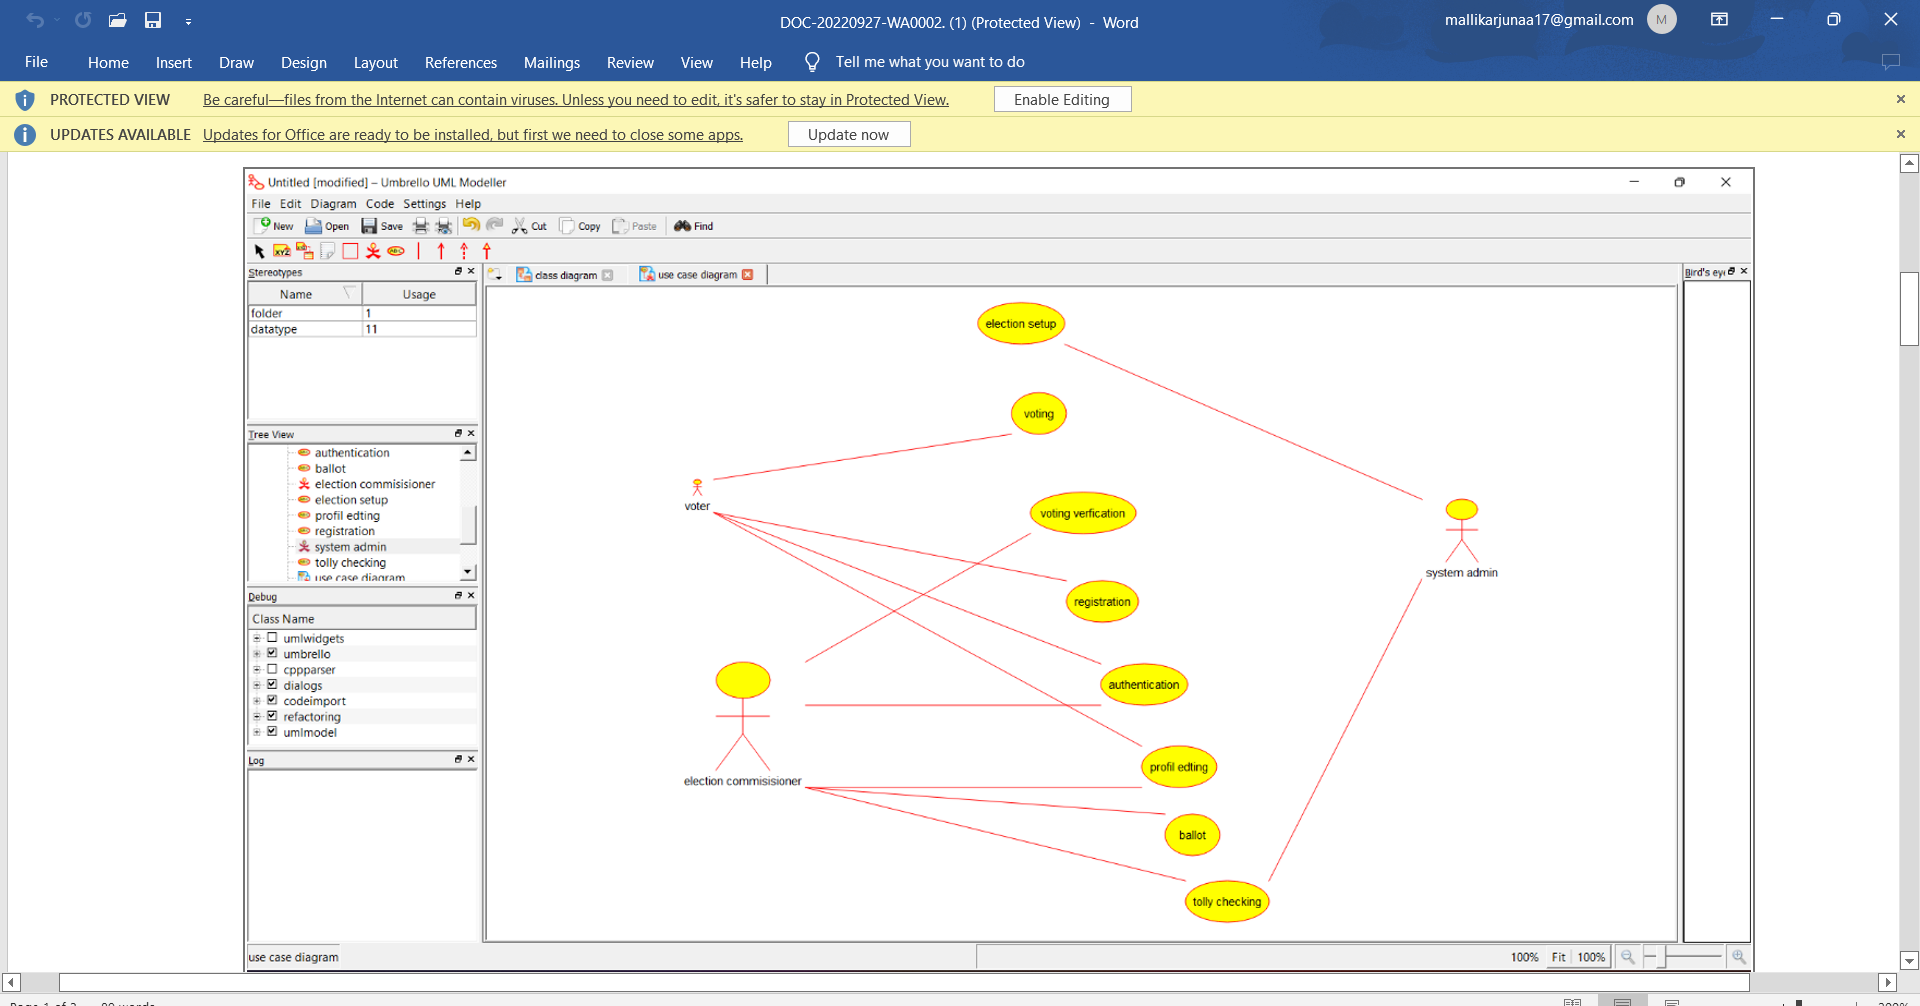 DOC-20220927-WA0002. (1) (Protected View) - Word
mallikarjunaa17@gmail.com
M
File Home Insert Draw Design Layout References Mailings Review View Help Tell me what you want to do
PROTECTED VIEW Be careful—files from the Internet can contain viruses. Unless you need to edit, it's safer to stay in Protected View. Enable Editing
UPDATES AVAILABLE Updates for Office are ready to be installed, but first we need to close some apps. Update now
Untitled [modified] – Umbrello UML Modeller
File Edit Diagram Code Settings Help
New Open Save Cut Copy Paste Find
XYZ
Stereotypes
Name Usage
folder 1
datatype 11
Tree View
authentication
ballot
election commisisioner
election setup
profil edting
registration
system admin
tolly checking
use case diagram
Debug
Class Name
umlwidgets
umbrello
cppparser
dialogs
codeimport
refactoring
umlmodel
Log
class diagram
use case diagram
Bird's eye
election setup
voting
voter
voting verfication
system admin
registration
authentication
election commisisioner
profil edting
ballot
tolly checking
use case diagram
100% Fit 100%
Page 1 of 2 90 words
200%